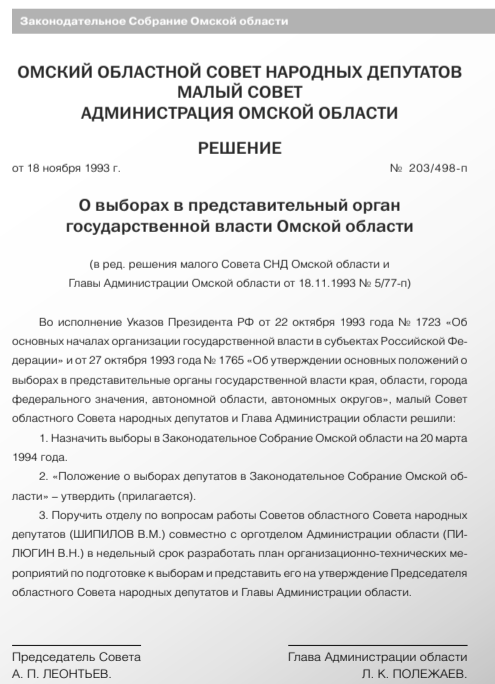 Законодательное Собрание Омской области
ОМСКИЙ ОБЛАСТНОЙ СОВЕТ НАРОДНЫХ ДЕПУТАТОВ
МАЛЫЙ СОВЕТ
АДМИНИСТРАЦИЯ ОМСКОЙ ОБЛАСТИ
РЕШЕНИЕ
от 18 ноября 1993 г. № 203/498-п
О выборах в представительный орган
государственной власти Омской области
(в ред. решения малого Совета СНД Омской области и
Главы Администрации Омской области от 18.11.1993 № 5/77-п)
Во исполнение Указов Президента РФ от 22 октября 1993 года № 1723 «Об
основных началах организации государственной власти в субъектах Российской Фе-
дерации» и от 27 октября 1993 года № 1765 «Об утверждении основных положений о
выборах в представительные органы государственной власти края, области, города
федерального значения, автономной области, автономных округов», малый Совет
областного Совета народных депутатов и Глава Администрации области решили:
1. Назначить выборы в Законодательное Собрание Омской области на 20 марта
1994 года.
2. «Положение о выборах депутатов в Законодательное Собрание Омской об-
ласти» – утвердить (прилагается).
3. Поручить отделу по вопросам работы Советов областного Совета народных
депутатов (ШИПИЛОВ В.М.) совместно с орготделом Администрации области (ПИ-
ЛЮГИН В.Н.) в недельный срок разработать план организационно-технических ме-
роприятий по подготовке к выборам и представить его на утверждение Председателя
областного Совета народных депутатов и Главы Администрации области.
Председатель Совета Глава Администрации области
А. П. ЛЕОНТЬЕВ. Л. К. ПОЛЕЖАЕВ.